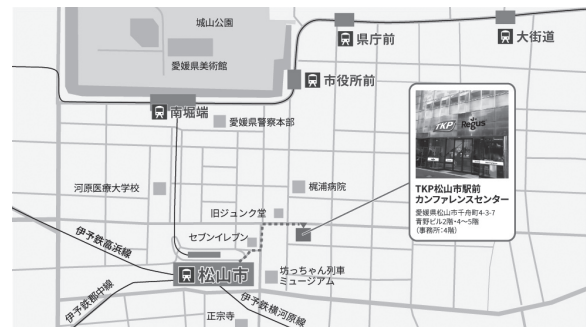 城山公園
県庁前
大街道
愛媛県美術館
市役所前
南堀端
愛媛県警察本部
TKP
Regus
河原医療大学校
梶浦病院
TKP松山市駅前
カンファレンスセンター
愛媛県松山市千舟町4-3-7
青野ビル2階・4〜5階
（事務所：4階）
旧ジュンク堂
セブンイレブン
伊予鉄高浜線
松山市
坊っちゃん列車
ミュージアム
伊予鉄郡中線
正宗寺
伊予鉄横河原線